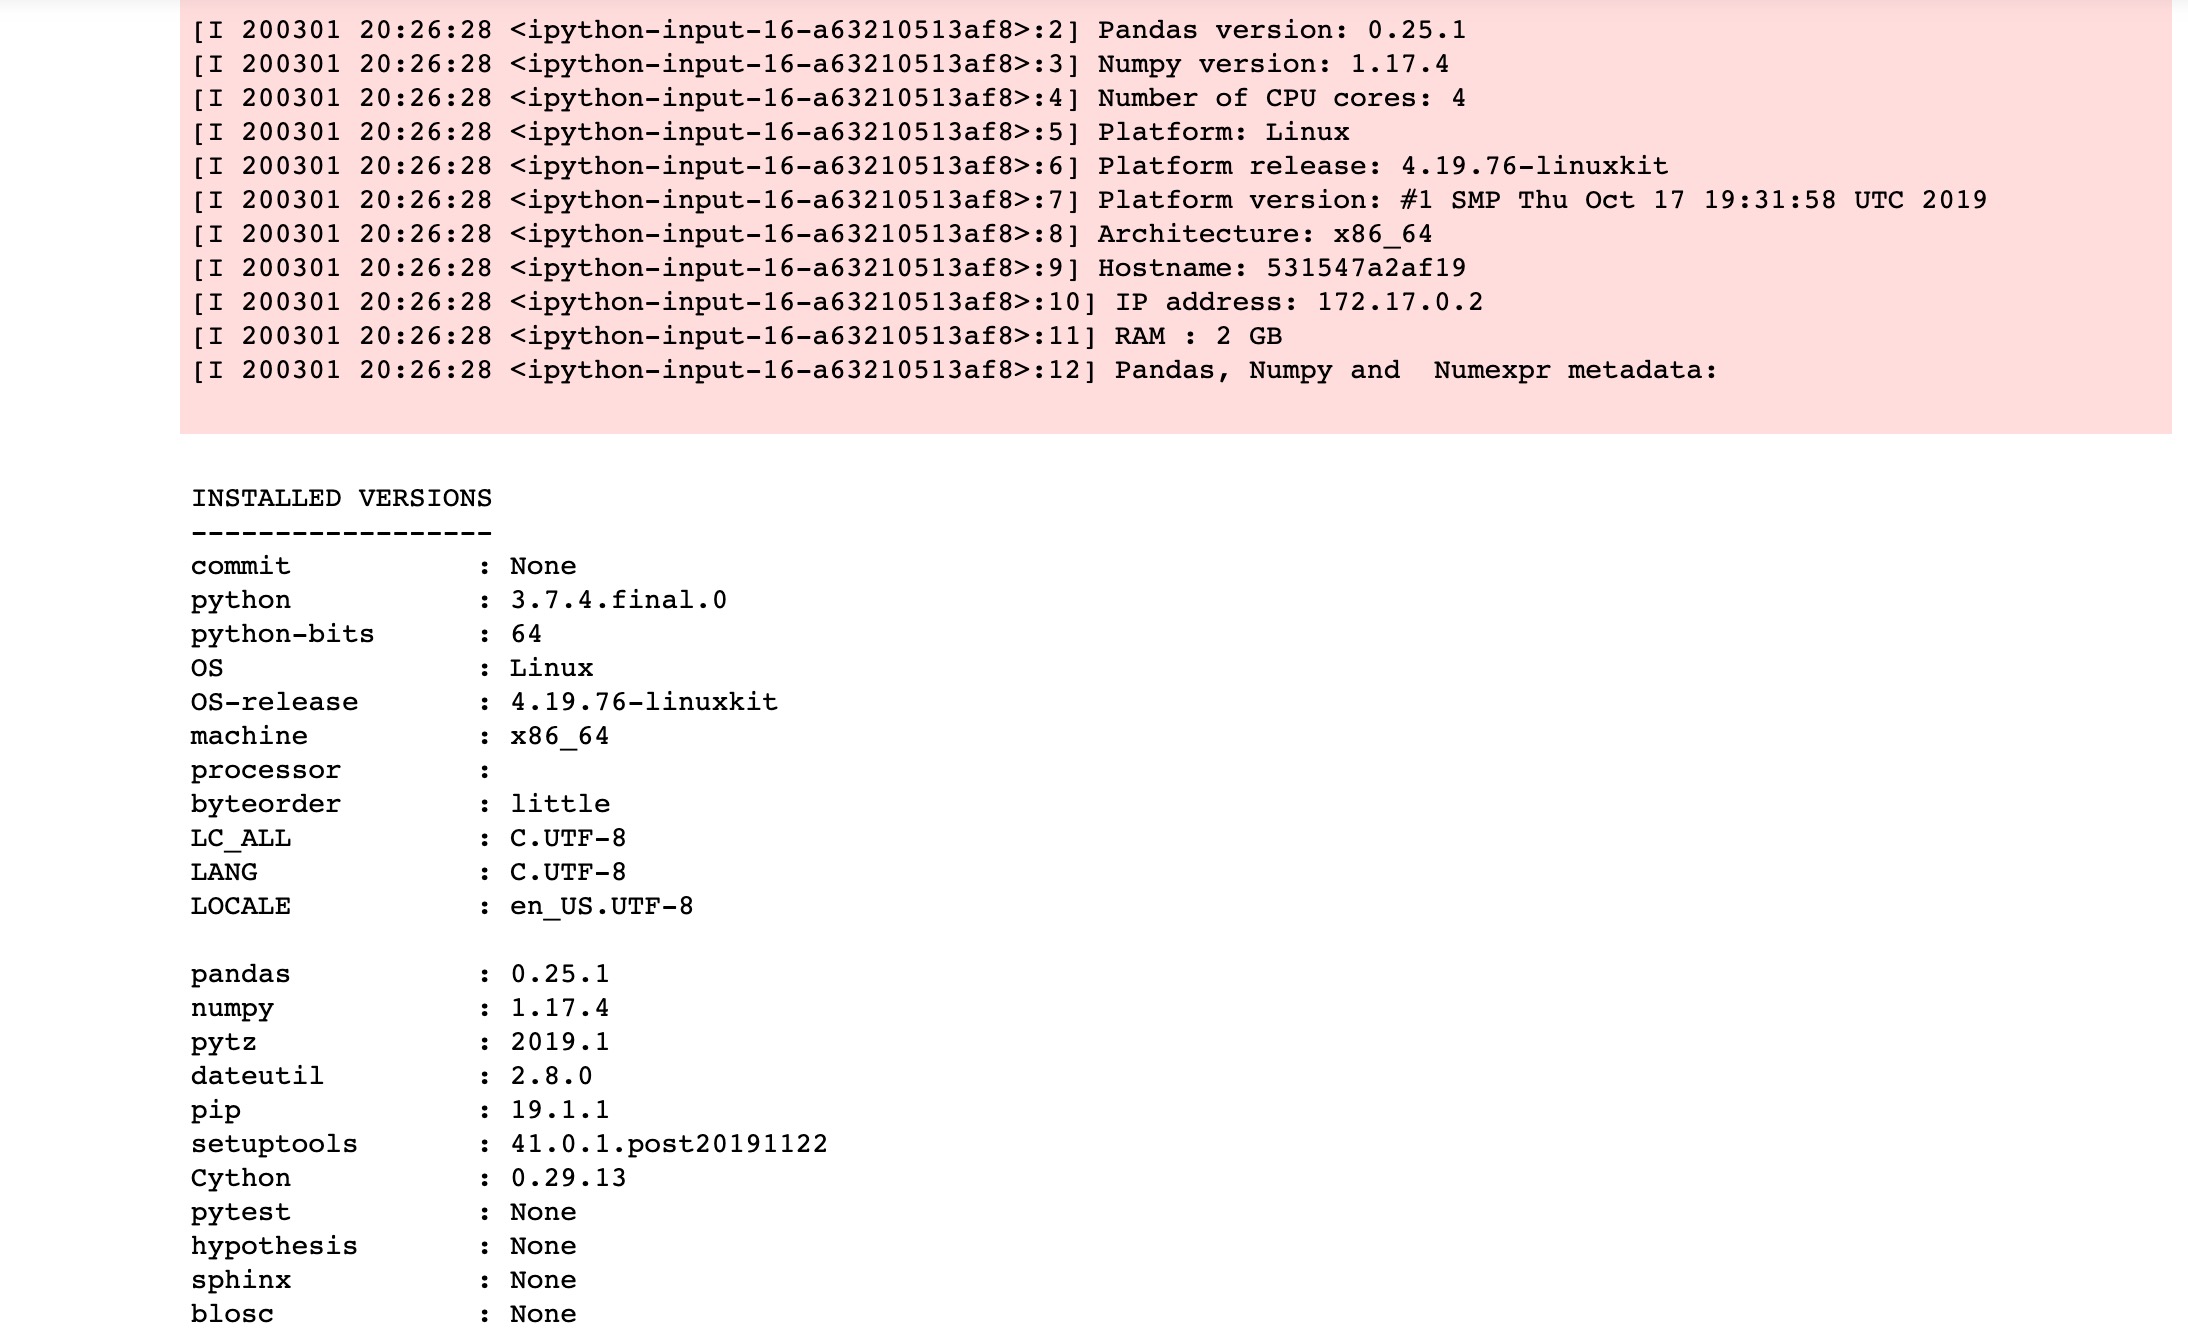 [I 200301 20:26:28 <ipython-input-16-a63210513af8>:2] Pandas version: 0.25.1
[I 200301 20:26:28 <ipython-input-16-a63210513af8>:3] Numpy version: 1.17.4
[I 200301 20:26:28 <ipython-input-16-a63210513af8>:4] Number of CPU cores: 4
[I 200301 20:26:28 <ipython-input-16-a63210513af8>:5] Platform: Linux
[I 200301 20:26:28 <ipython-input-16-a63210513af8>:6] Platform release: 4.19.76-linuxkit
[I 200301 20:26:28 <ipython-input-16-a63210513af8>:7] Platform version: #1 SMP Thu Oct 17 19:31:58 UTC 2019
[I 200301 20:26:28 <ipython-input-16-a63210513af8>:8] Architecture: x86_64
[I 200301 20:26:28 <ipython-input-16-a63210513af8>:9] Hostname: 531547a2af19
[I 200301 20:26:28 <ipython-input-16-a63210513af8>:10] IP address: 172.17.0.2
[I 200301 20:26:28 <ipython-input-16-a63210513af8>:11] RAM : 2 GB
[I 200301 20:26:28 <ipython-input-16-a63210513af8>:12] Pandas, Numpy and  Numexpr metadata:
INSTALLED VERSIONS
------------------
commit           : None
python           : 3.7.4.final.0
python-bits      : 64
OS               : Linux
OS-release       : 4.19.76-linuxkit
machine          : x86_64
processor        :
byteorder        : little
LC_ALL           : C.UTF-8
LANG             : C.UTF-8
LOCALE           : en_US.UTF-8
pandas           : 0.25.1
numpy            : 1.17.4
pytz             : 2019.1
dateutil         : 2.8.0
pip              : 19.1.1
setuptools       : 41.0.1.post20191122
Cython           : 0.29.13
pytest           : None
hypothesis       : None
sphinx           : None
blosc            : None